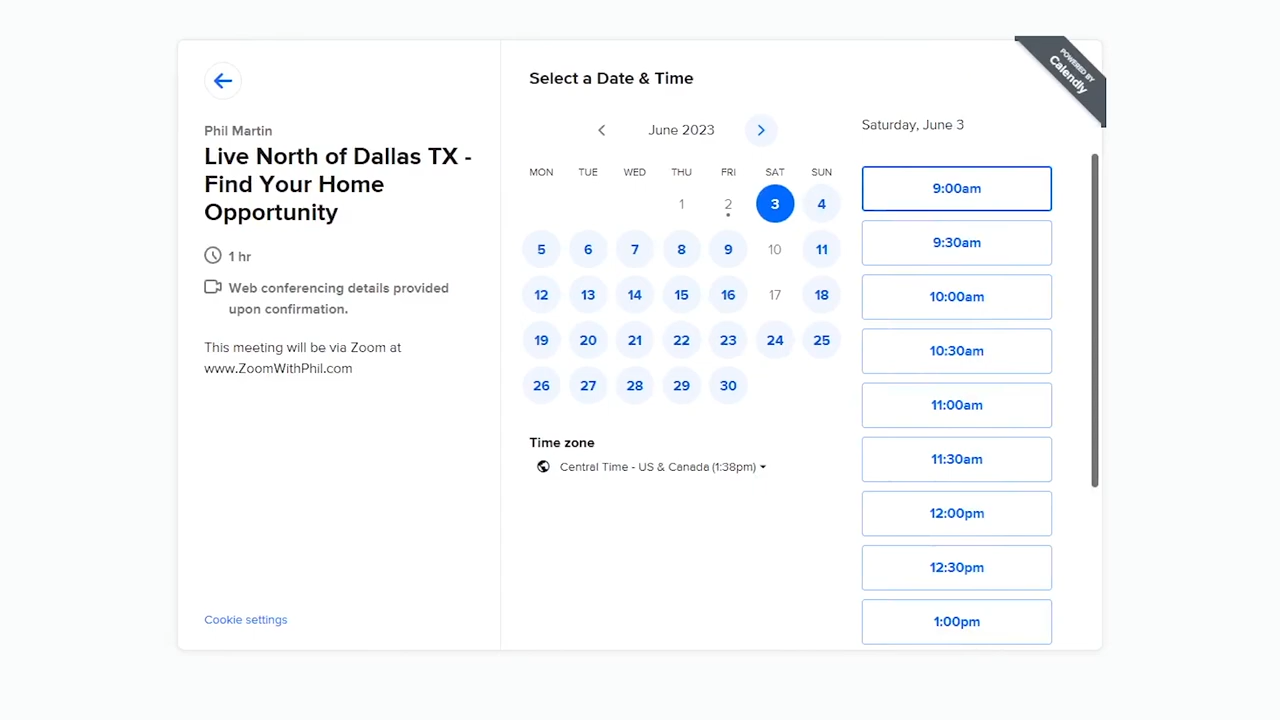 POWERED BY
Calendly
Phil Martin
Live North of Dallas TX -
Find Your Home
Opportunity
1 hr
Web conferencing details provided
upon confirmation.
This meeting will be via Zoom at
www.ZoomWithPhil.com
Cookie settings
Select a Date & Time
June 2023
MON TUE WED THU FRI SAT SUN
1 2 3 4
5 6 7 8 9 10 11
12 13 14 15 16 17 18
19 20 21 22 23 24 25
26 27 28 29 30
Time zone
Central Time - US & Canada (1:38pm)
Saturday, June 3
9:00am
9:30am
10:00am
10:30am
11:00am
11:30am
12:00pm
12:30pm
1:00pm